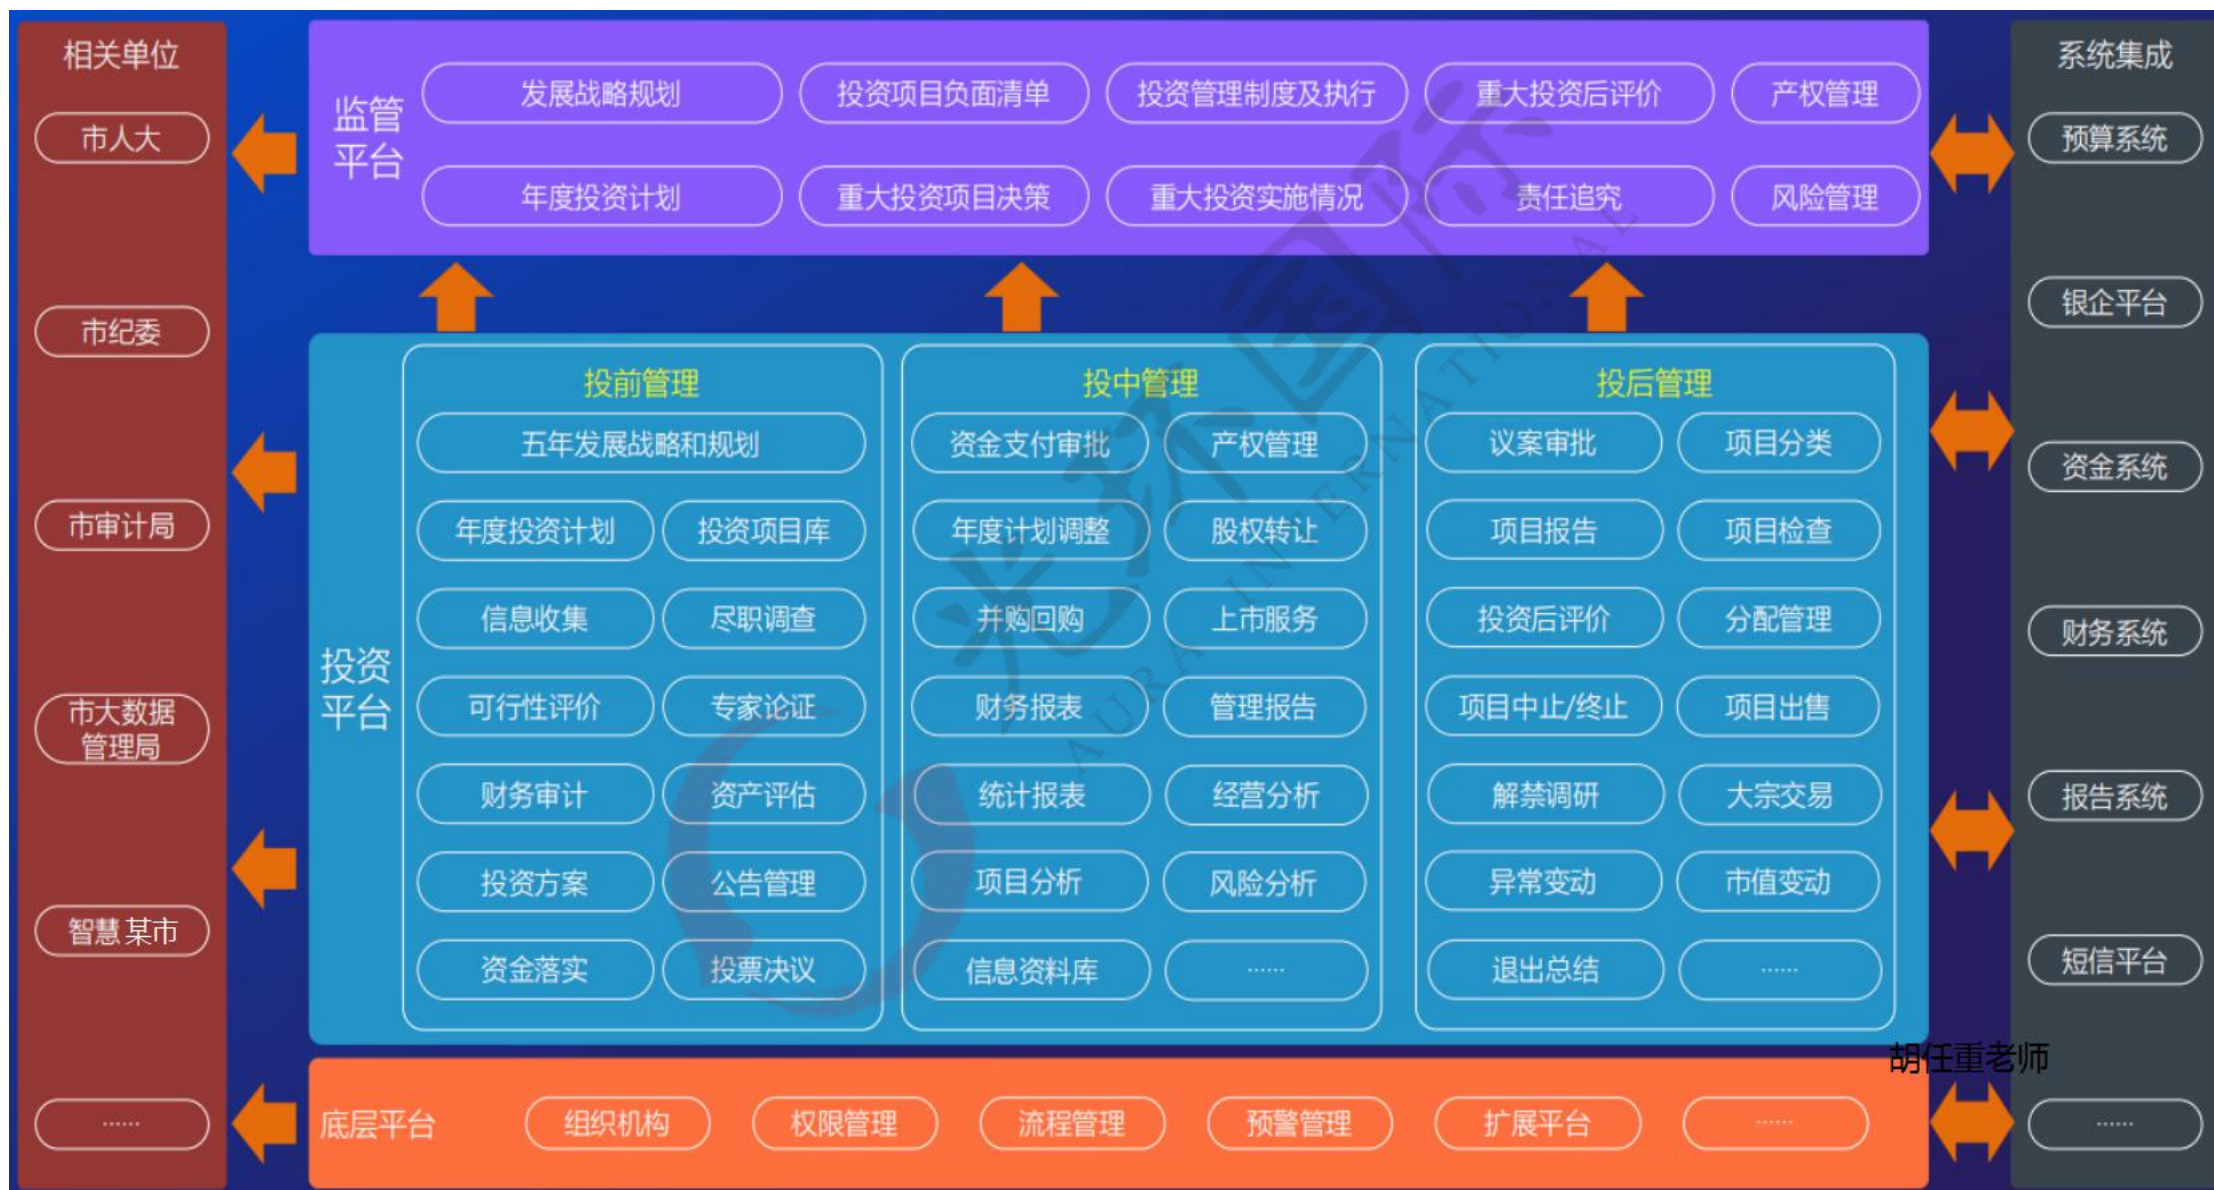 相关单位
市人大
市纪委
市审计局
市大数据
管理局
智慧某市
······
监管
平台
发展战略规划
投资项目负面清单
投资管理制度及执行
重大投资后评价
产权管理
年度投资计划
重大投资项目决策
重大投资实施情况
责任追究
风险管理
投资
平台
投前管理
五年发展战略和规划
年度投资计划
投资项目库
信息收集
尽职调查
可行性评价
专家论证
财务审计
资产评估
投资方案
公告管理
资金落实
投票决议
投中管理
资金支付审批
产权管理
年度计划调整
股权转让
并购回购
上市服务
财务报表
管理报告
统计报表
经营分析
项目分析
风险分析
信息资料库
······
投后管理
议案审批
项目分类
项目报告
项目检查
投资后评价
分配管理
项目中止/终止
项目出售
解禁调研
大宗交易
异常变动
市值变动
退出总结
······
底层平台
组织机构
权限管理
流程管理
预警管理
扩展平台
······
系统集成
预算系统
银企平台
资金系统
财务系统
报告系统
短信平台
······
胡任重老师
光环国际
AURA INTERNATIONAL